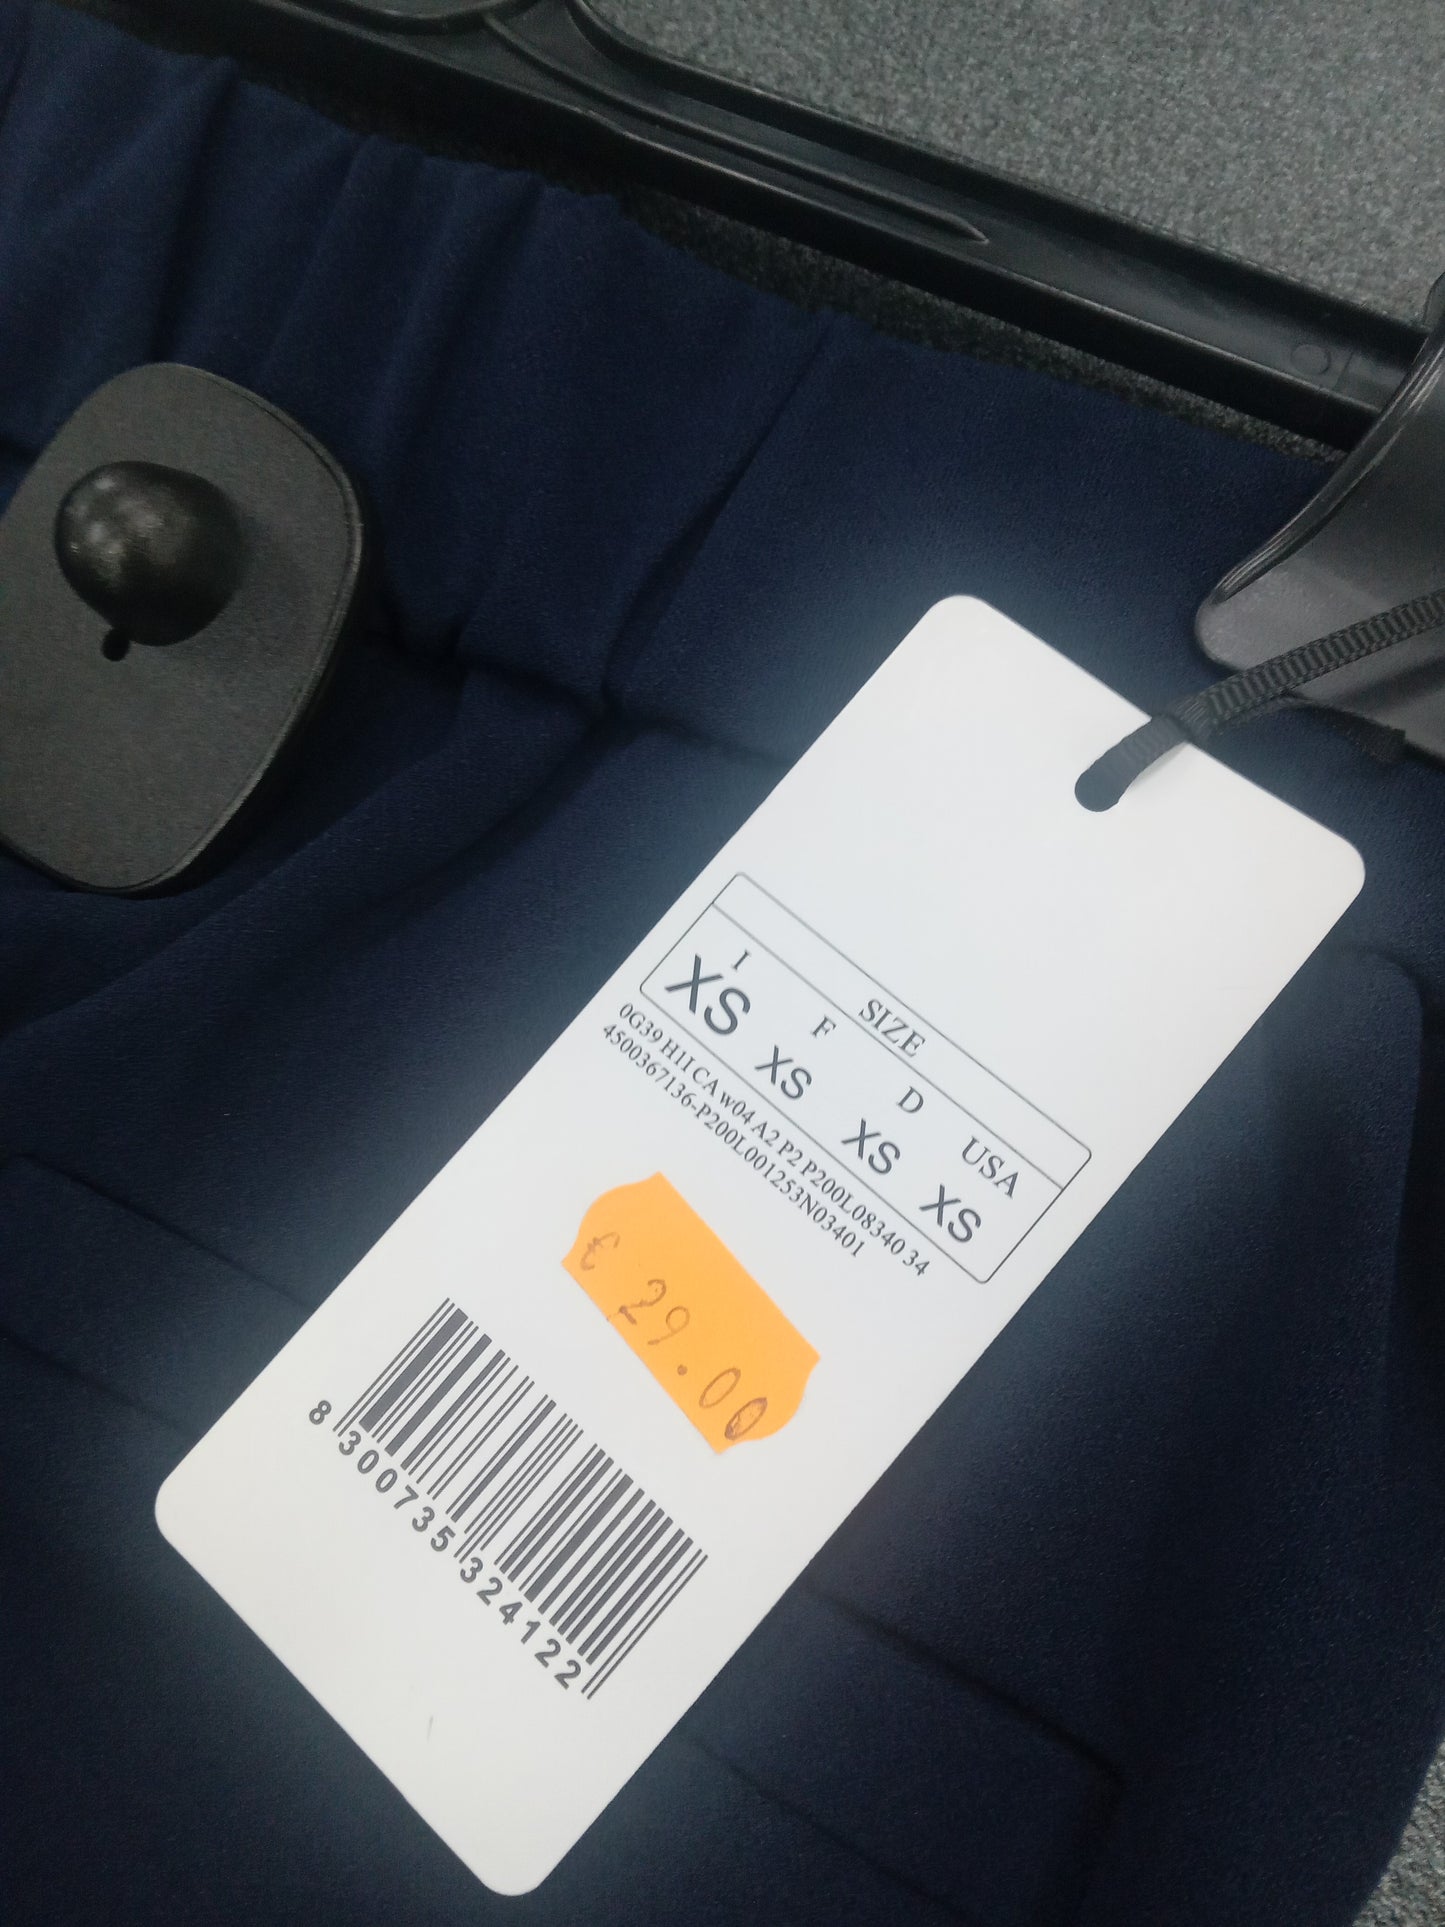 SIZE
I F D USA
XS XS XS XS
0G39 H1I CA w04 A2 P2 P200L08340 34
4500367136-P200L001253N03401
€ 29.00
8 300735 324122